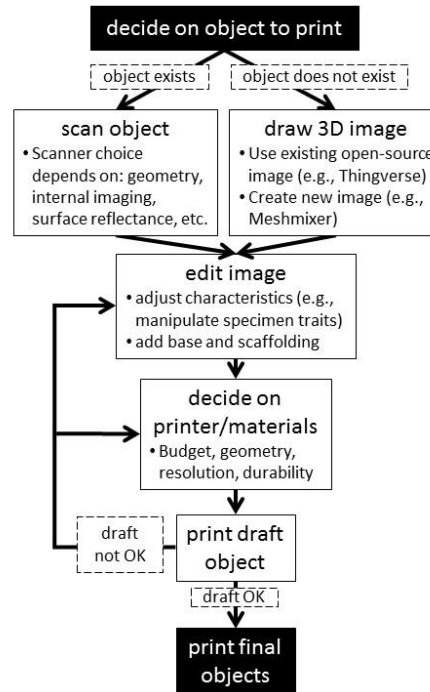 decide on object to print
object exists
object does not exist
scan object
• Scanner choice
depends on: geometry,
internal imaging,
surface reflectance, etc.
draw 3D image
• Use existing open-source
image (e.g., Thingverse)
• Create new image (e.g.,
Meshmixer)
edit image
• adjust characteristics (e.g.,
manipulate specimen traits)
• add base and scaffolding
decide on
printer/materials
• Budget, geometry,
resolution, durability
draft
not OK
print draft
object
draft OK
print final
objects